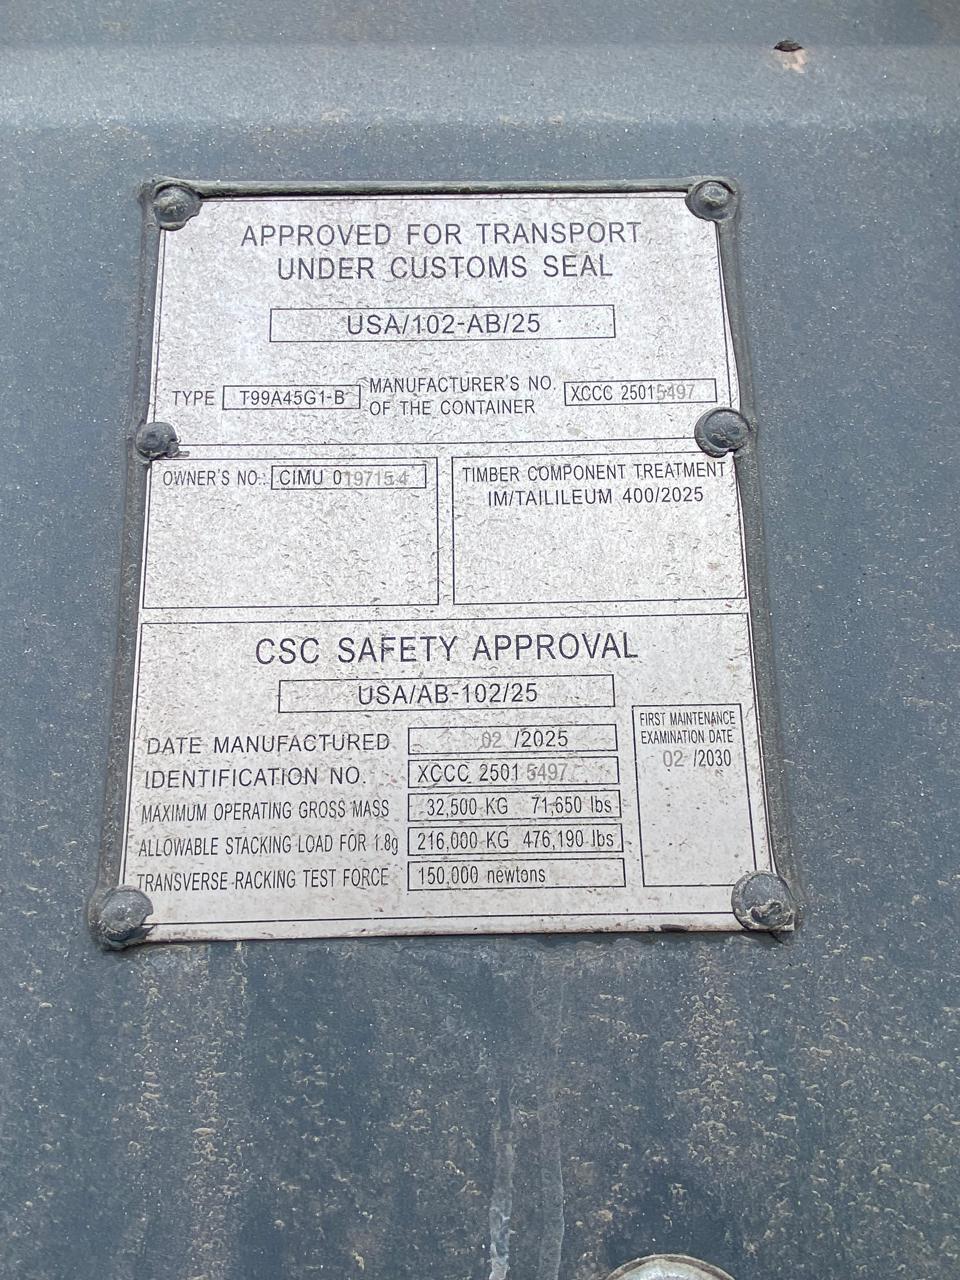 APPROVED FOR TRANSPORT
UNDER CUSTOMS SEAL
USA/102-AB/25
TYPE T99A45G1-B MANUFACTURER'S NO. OF THE CONTAINER XCCC 25015497
OWNER'S NO.: CIMU 019715 4
TIMBER COMPONENT TREATMENT
IM/TAILILEUM 400/2025
CSC SAFETY APPROVAL
USA/AB-102/25
DATE MANUFACTURED 02 /2025
IDENTIFICATION NO. XCCC 2501 5497
MAXIMUM OPERATING GROSS MASS 32,500 KG 71,650 lbs
ALLOWABLE STACKING LOAD FOR 1.8g 216,000 KG 476,190 lbs
TRANSVERSE-RACKING TEST FORCE 150,000 newtons
FIRST MAINTENANCE
EXAMINATION DATE
02 /2030